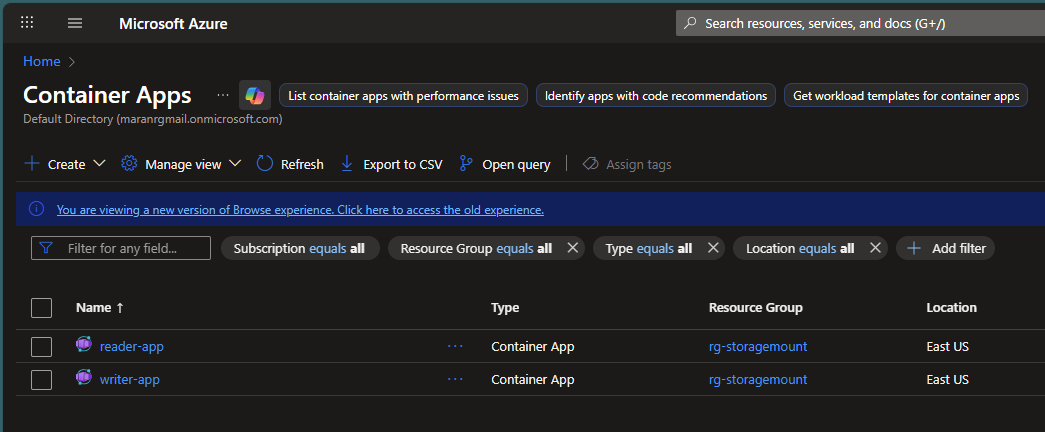 Microsoft Azure
Search resources, services, and docs (G+/)
Home >
Container Apps ...
List container apps with performance issues
Identify apps with code recommendations
Get workload templates for container apps
Default Directory (maranrgmail.onmicrosoft.com)
+ Create Manage view Refresh Export to CSV Open query | Assign tags
You are viewing a new version of Browse experience. Click here to access the old experience.
Filter for any field... Subscription equals all Resource Group equals all Type equals all Location equals all Add filter
Name ↑ Type Resource Group Location
reader-app ... Container App rg-storagemount East US
writer-app ... Container App rg-storagemount East US